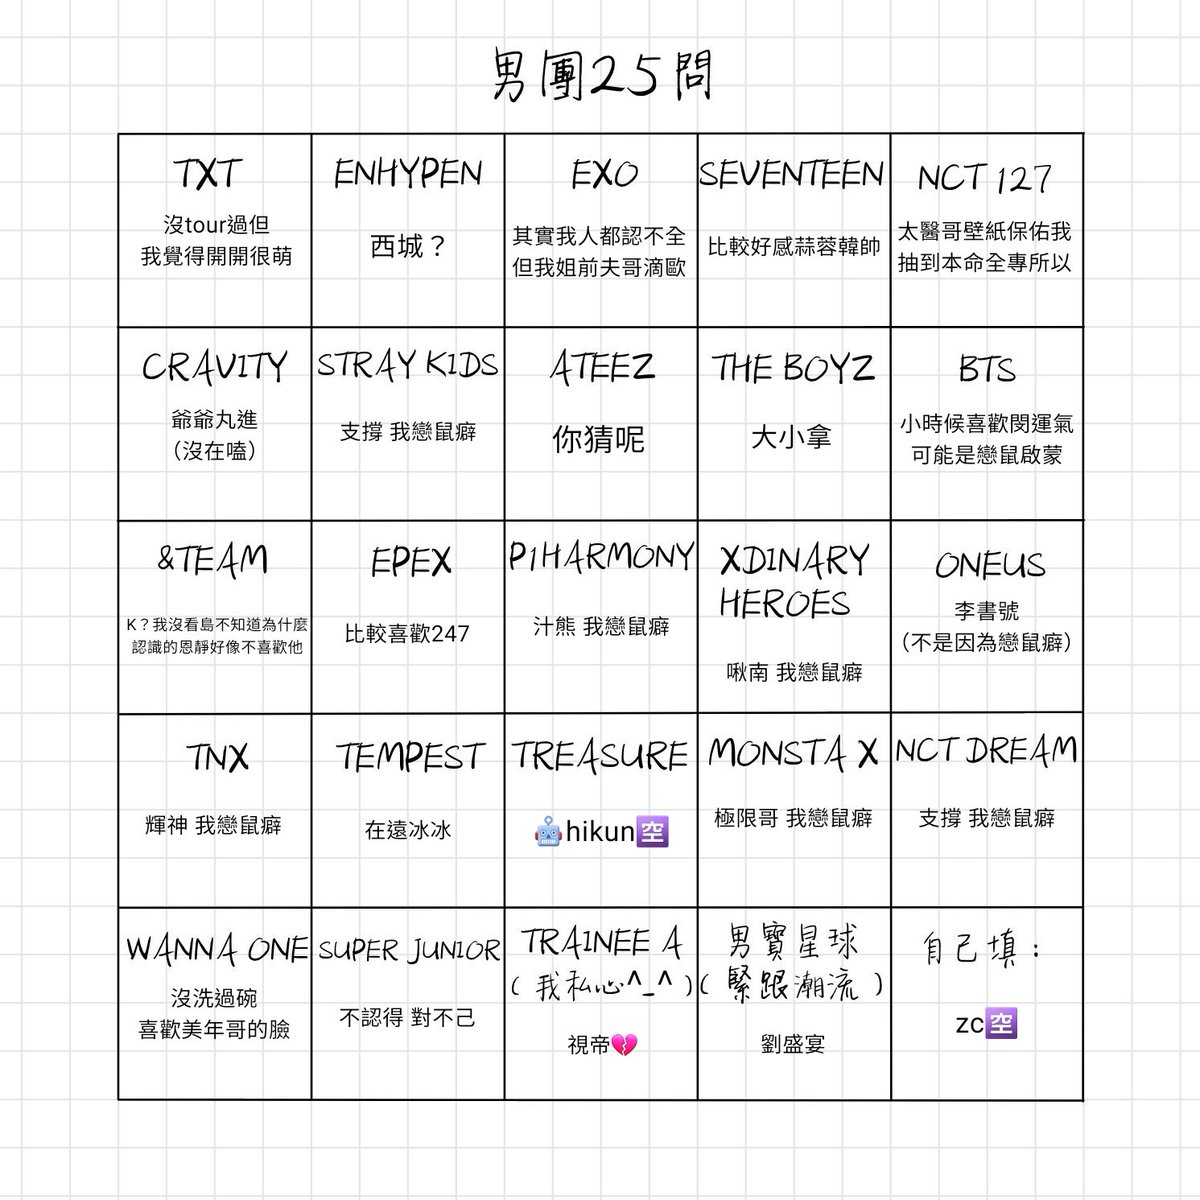 男團25問
TXT
沒tour過但
我覺得開開很萌
ENHYPEN
西城？
EXO
其實我人都認不全
但我姐前夫哥滴歐
SEVENTEEN
比較好感蒜蓉韓帥
NCT 127
太醫哥壁紙保佑我
抽到本命全專所以
CRAVITY
爺爺丸進
（沒在嗑）
STRAY KIDS
支撐 我戀鼠癖
ATEEZ
你猜呢
THE BOYZ
大小拿
BTS
小時候喜歡閔運氣
可能是戀鼠啟蒙
&TEAM
K？我沒看島不知道為什麼
認識的恩靜好像不喜歡他
EPEX
比較喜歡247
P1HARMONY
汁熊 我戀鼠癖
XDINARY
HEROES
啾南 我戀鼠癖
ONEUS
李書號
（不是因為戀鼠癖）
TNX
輝神 我戀鼠癖
TEMPEST
在遠冰冰
TREASURE
🤖hikun🈳
MONSTA X
極限哥 我戀鼠癖
NCT DREAM
支撐 我戀鼠癖
WANNA ONE
沒洗過碗
喜歡美年哥的臉
SUPER JUNIOR
不認得 對不己
TRAINEE A
（我私心^_^）
視帝💔
男寶星球
（緊跟潮流）
劉盛宴
自己填：
zc🈳